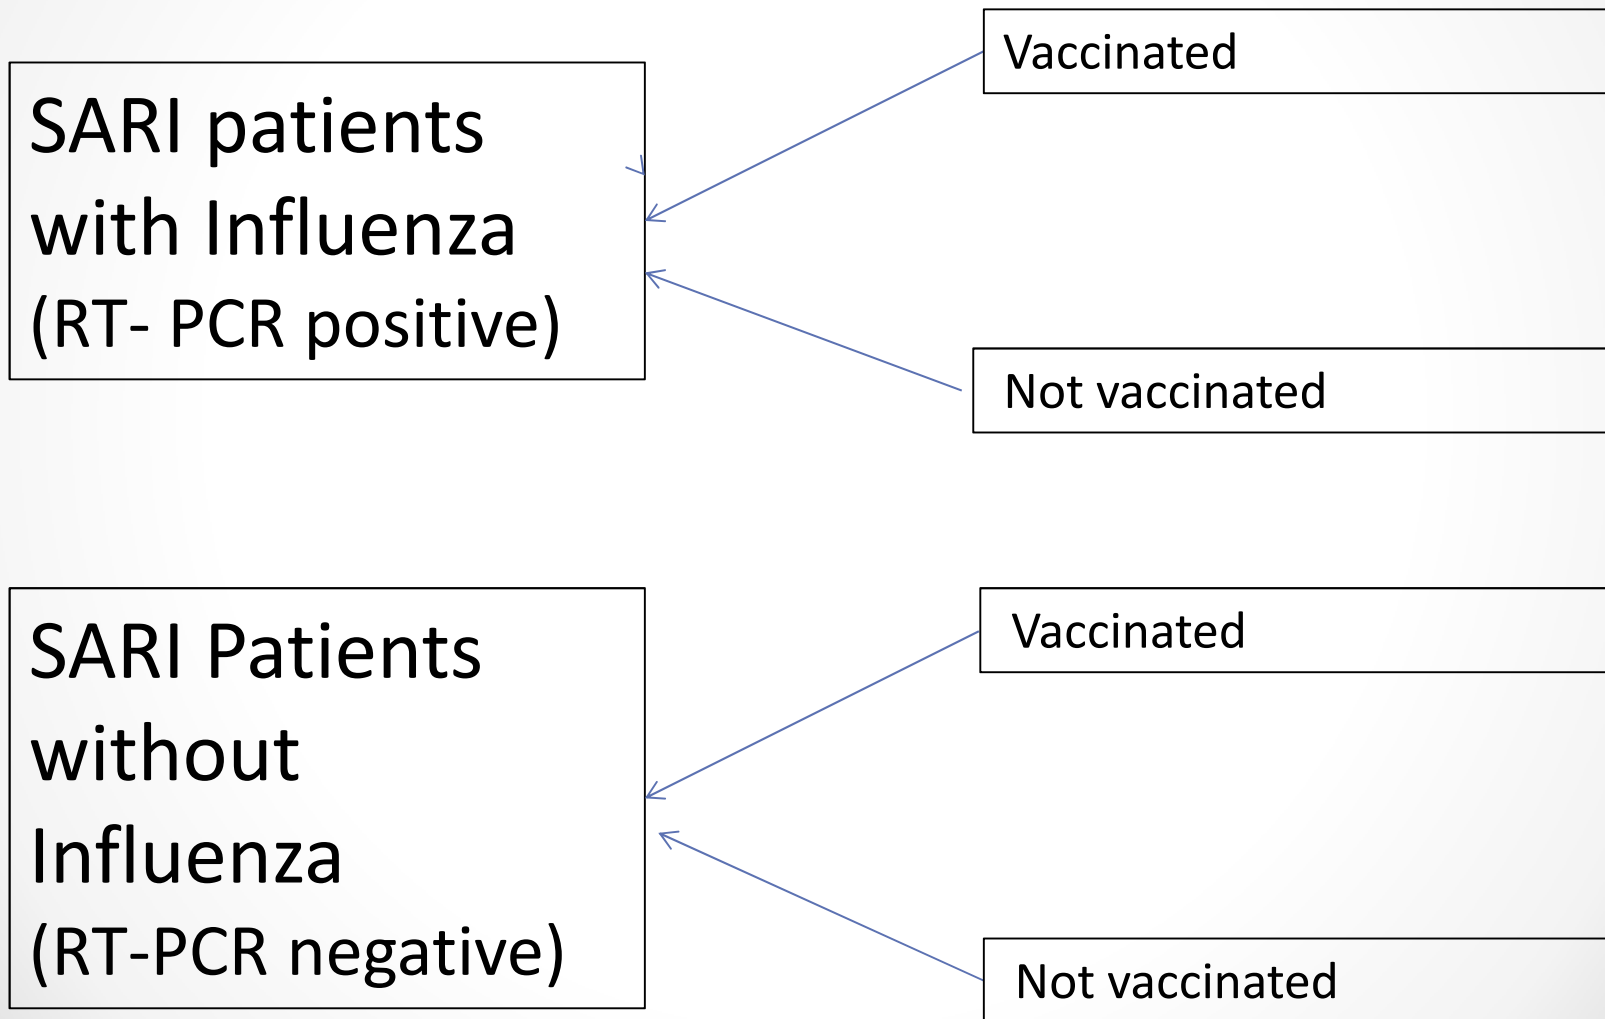 SARI patients
with Influenza
(RT- PCR positive)
Vaccinated
Not vaccinated
SARI Patients
without
Influenza
(RT-PCR negative)
Vaccinated
Not vaccinated